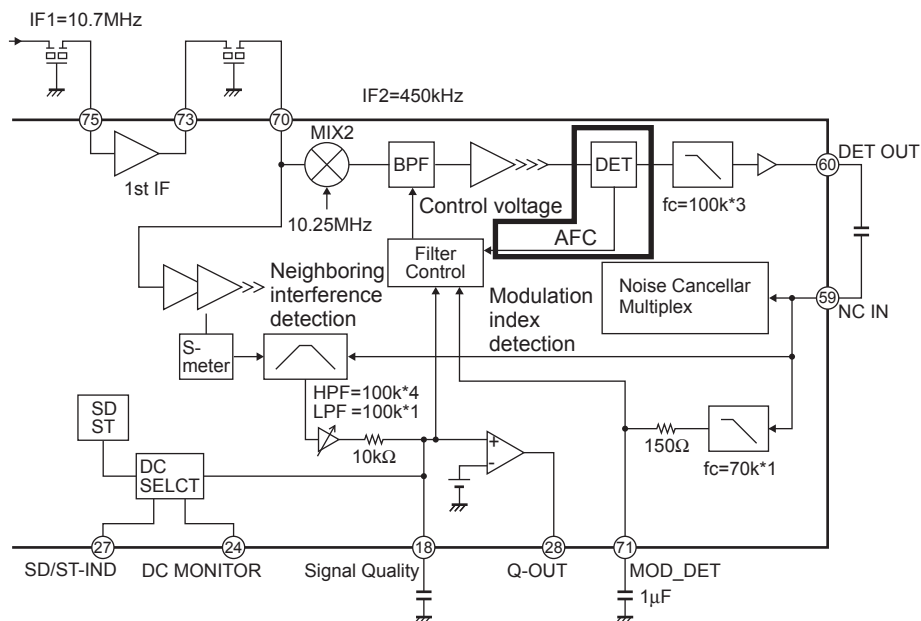 IF1=10.7MHz
IF2=450kHz
75
73
70
1st IF
MIX2
10.25MHz
BPF
DET
fc=100k*3
60
DET OUT
Control voltage
AFC
Filter
Control
Neighboring
interference
detection
Modulation
index
detection
Noise Cancellar
Multiplex
59
NC IN
S-
meter
HPF=100k*4
LPF =100k*1
10kΩ
+
-
150Ω
fc=70k*1
SD
ST
DC
SELCT
27
24
18
28
71
SD/ST-IND
DC MONITOR
Signal Quality
Q-OUT
MOD_DET
1μF